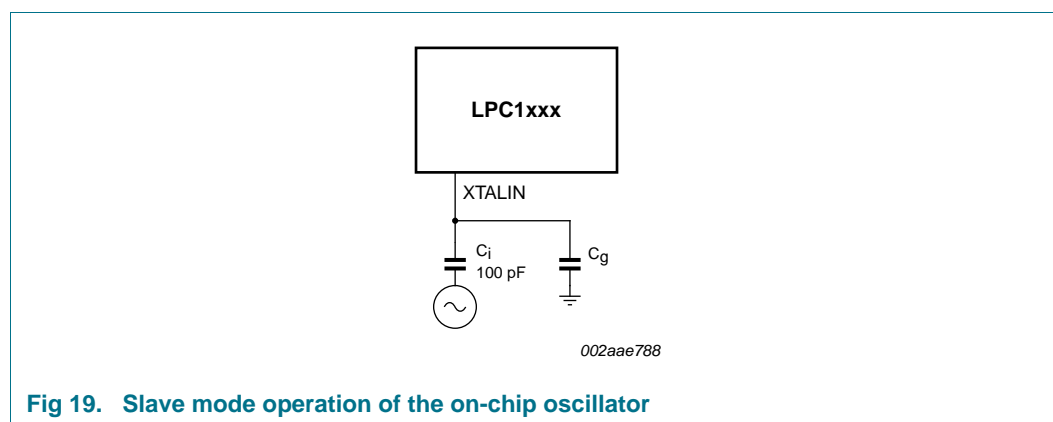 LPC1xxx
XTALIN
Ci
100 pF
Cg
002aae788
Fig 19. Slave mode operation of the on-chip oscillator